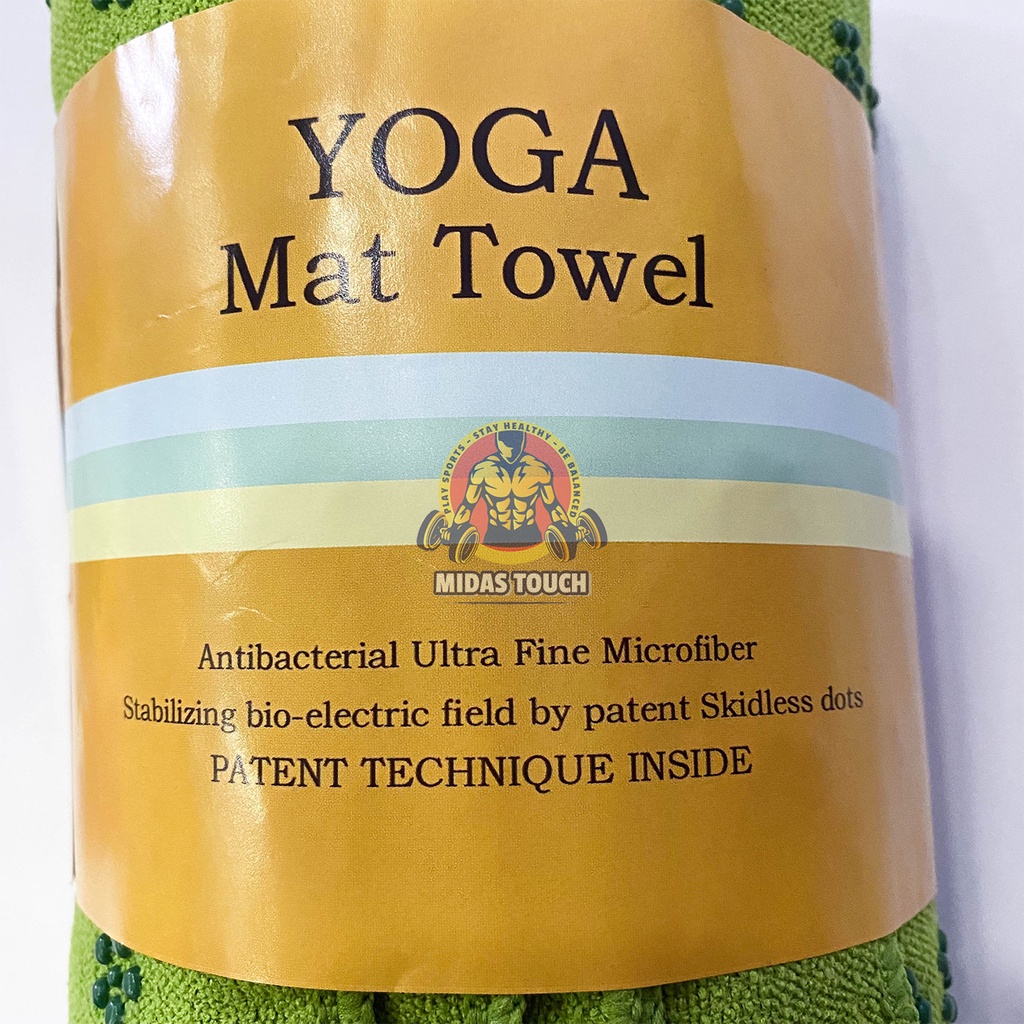 YOGA
Mat Towel
PLAY SPORTS - STAY HEALTHY - BE BALANCED
MIDAS TOUCH
Antibacterial Ultra Fine Microfiber
Stabilizing bio-electric field by patent Skidless dots
PATENT TECHNIQUE INSIDE